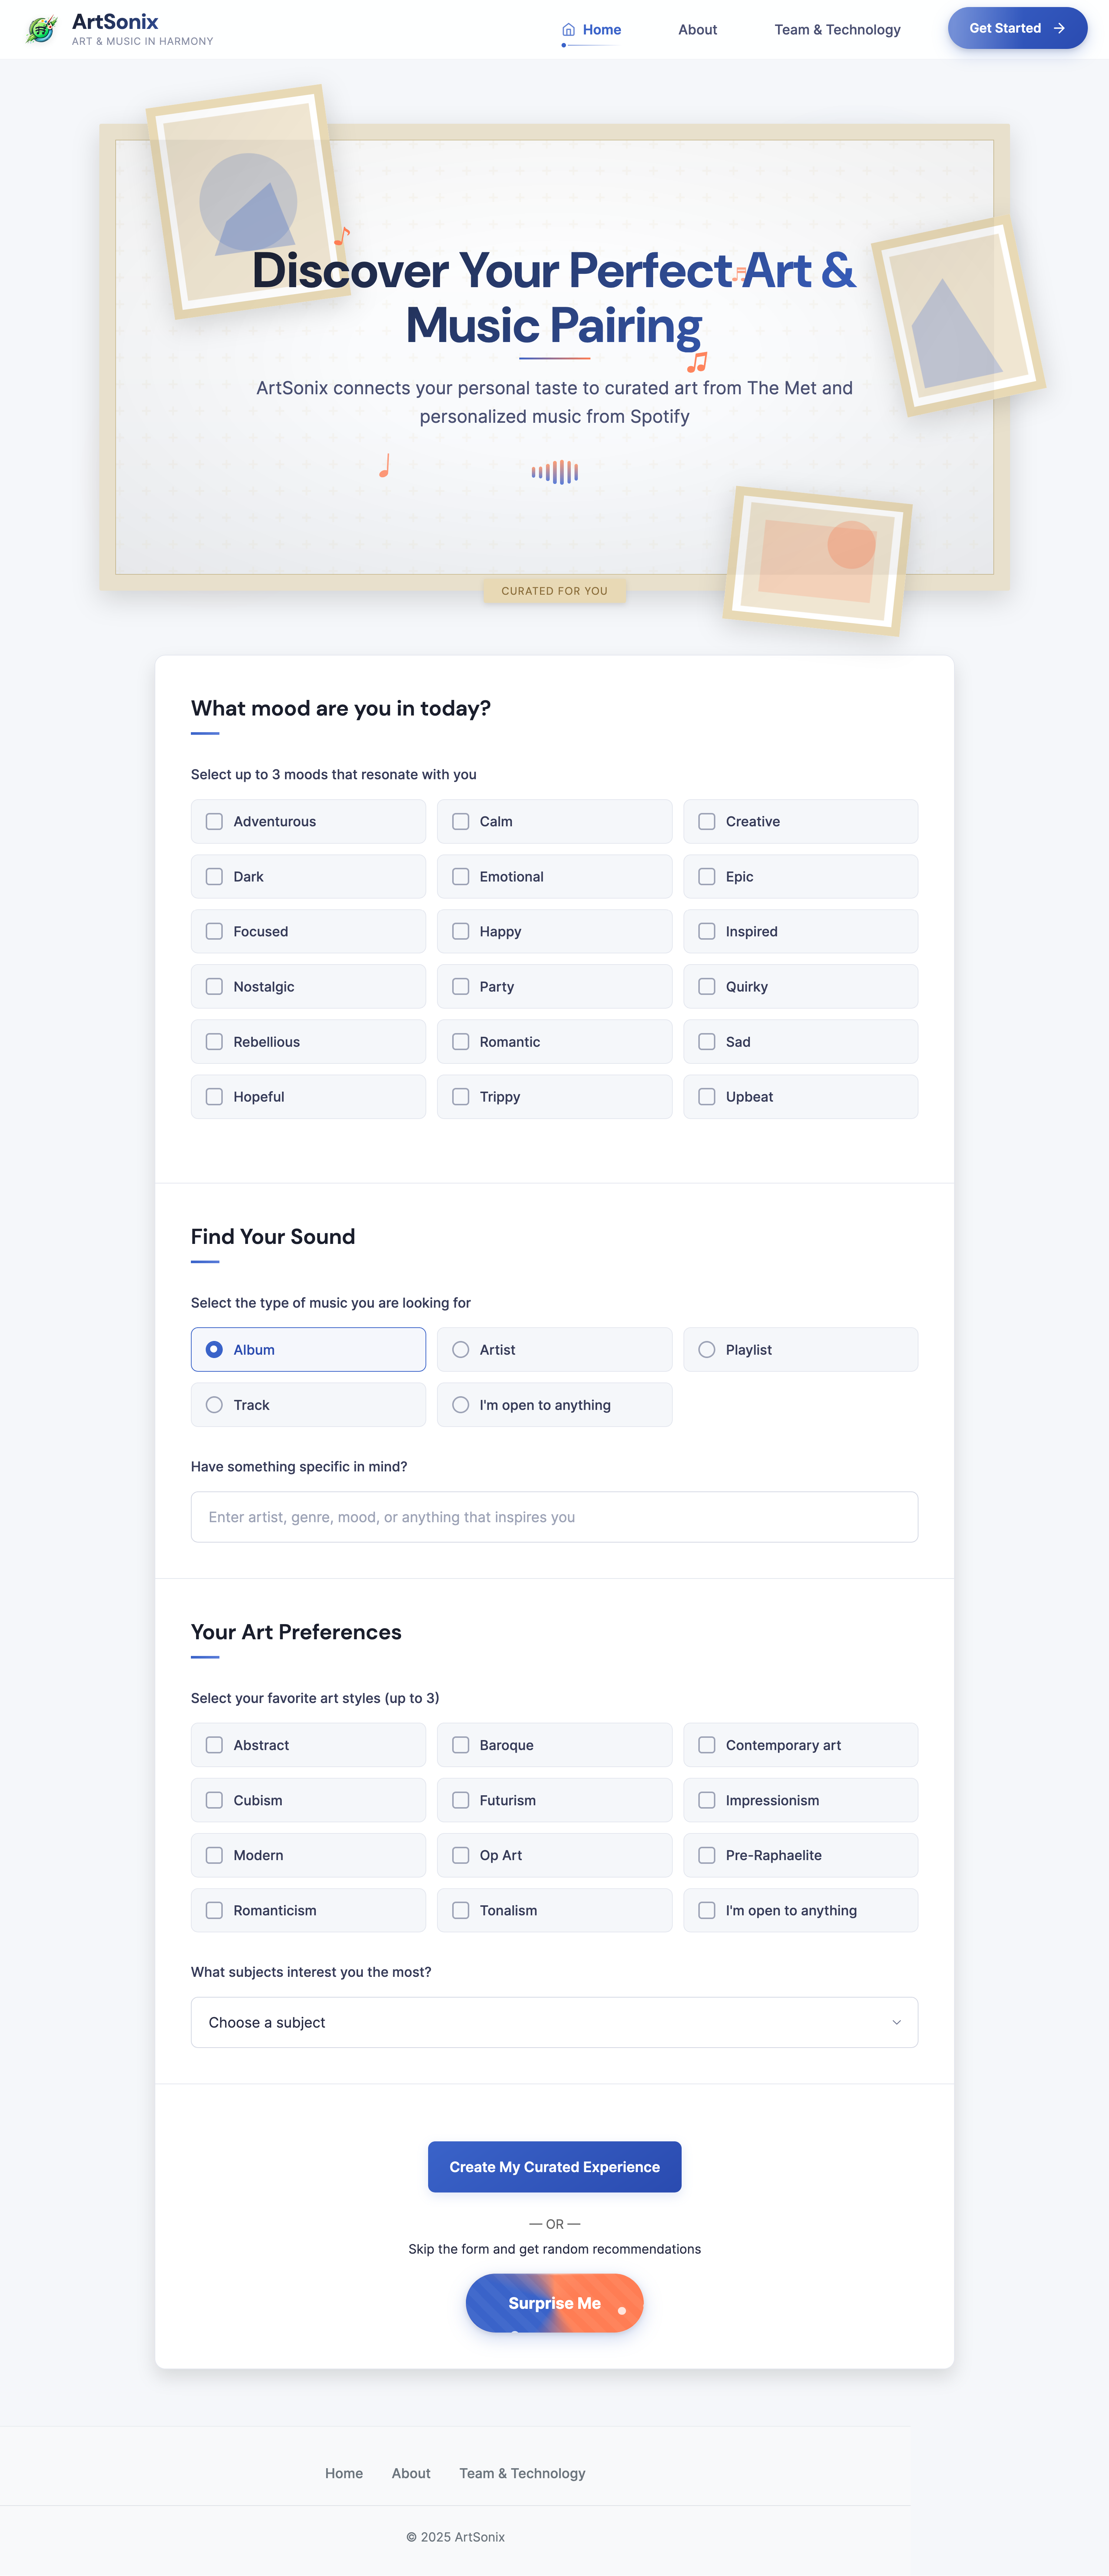 ArtSonix
ART & MUSIC IN HARMONY
Home
About
Team & Technology
Get Started
Discover Your Perfect Art &
Music Pairing
ArtSonix connects your personal taste to curated art from The Met and
personalized music from Spotify
CURATED FOR YOU
What mood are you in today?
Select up to 3 moods that resonate with you
Adventurous
Calm
Creative
Dark
Emotional
Epic
Focused
Happy
Inspired
Nostalgic
Party
Quirky
Rebellious
Romantic
Sad
Hopeful
Trippy
Upbeat
Find Your Sound
Select the type of music you are looking for
Album
Artist
Playlist
Track
I'm open to anything
Have something specific in mind?
Enter artist, genre, mood, or anything that inspires you
Your Art Preferences
Select your favorite art styles (up to 3)
Abstract
Baroque
Contemporary art
Cubism
Futurism
Impressionism
Modern
Op Art
Pre-Raphaelite
Romanticism
Tonalism
I'm open to anything
What subjects interest you the most?
Choose a subject
Create My Curated Experience
— OR —
Skip the form and get random recommendations
Surprise Me
Home
About
Team & Technology
© 2025 ArtSonix